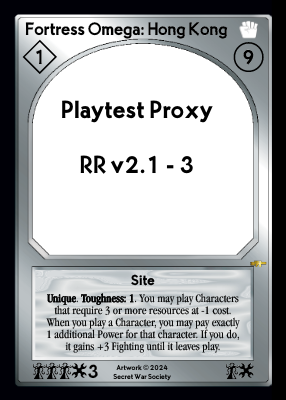 Fortress Omega: Hong Kong
1
9
Playtest Proxy
RR v2.1 - 3
Site
Unique. Toughness: 1. You may play Characters
that require 3 or more resources at -1 cost.
When you play a Character, you may pay exactly
1 additional Power for that character. If you do,
it gains +3 Fighting until it leaves play.
3
Artwork © 2024
Secret War Society